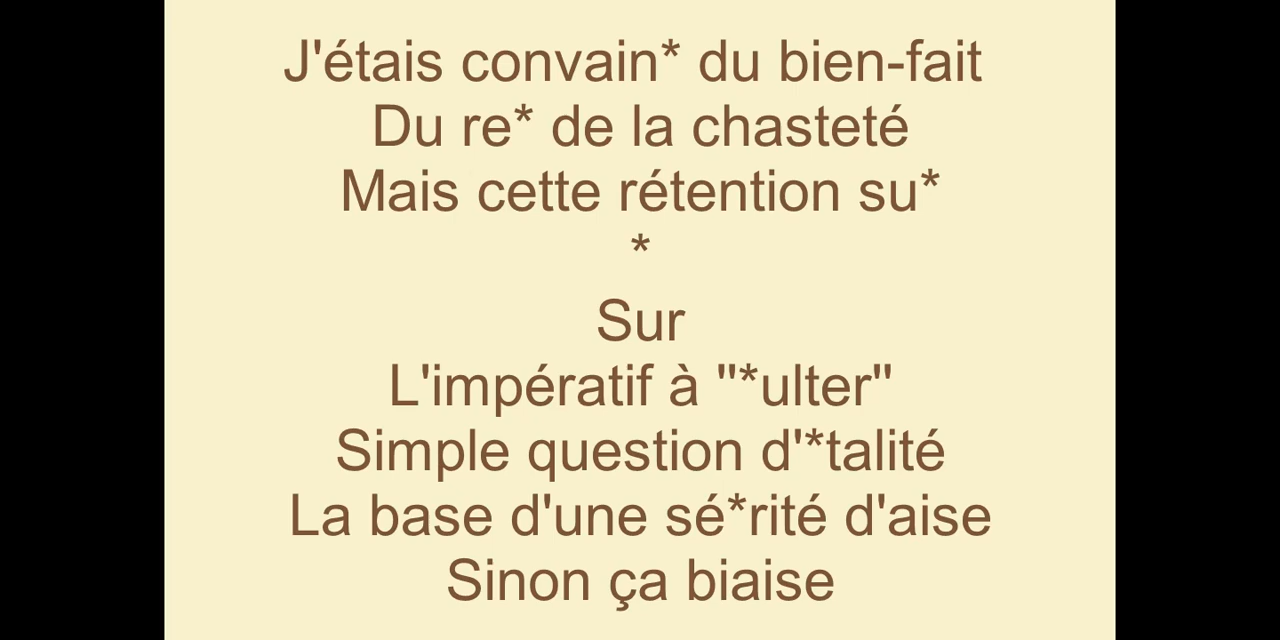 J'étais convain* du bien-fait
Du re* de la chasteté
Mais cette rétention su*
*
Sur
L'impératif à "*ulter"
Simple question d'*talité
La base d'une sé*rité d'aise
Sinon ça biaise